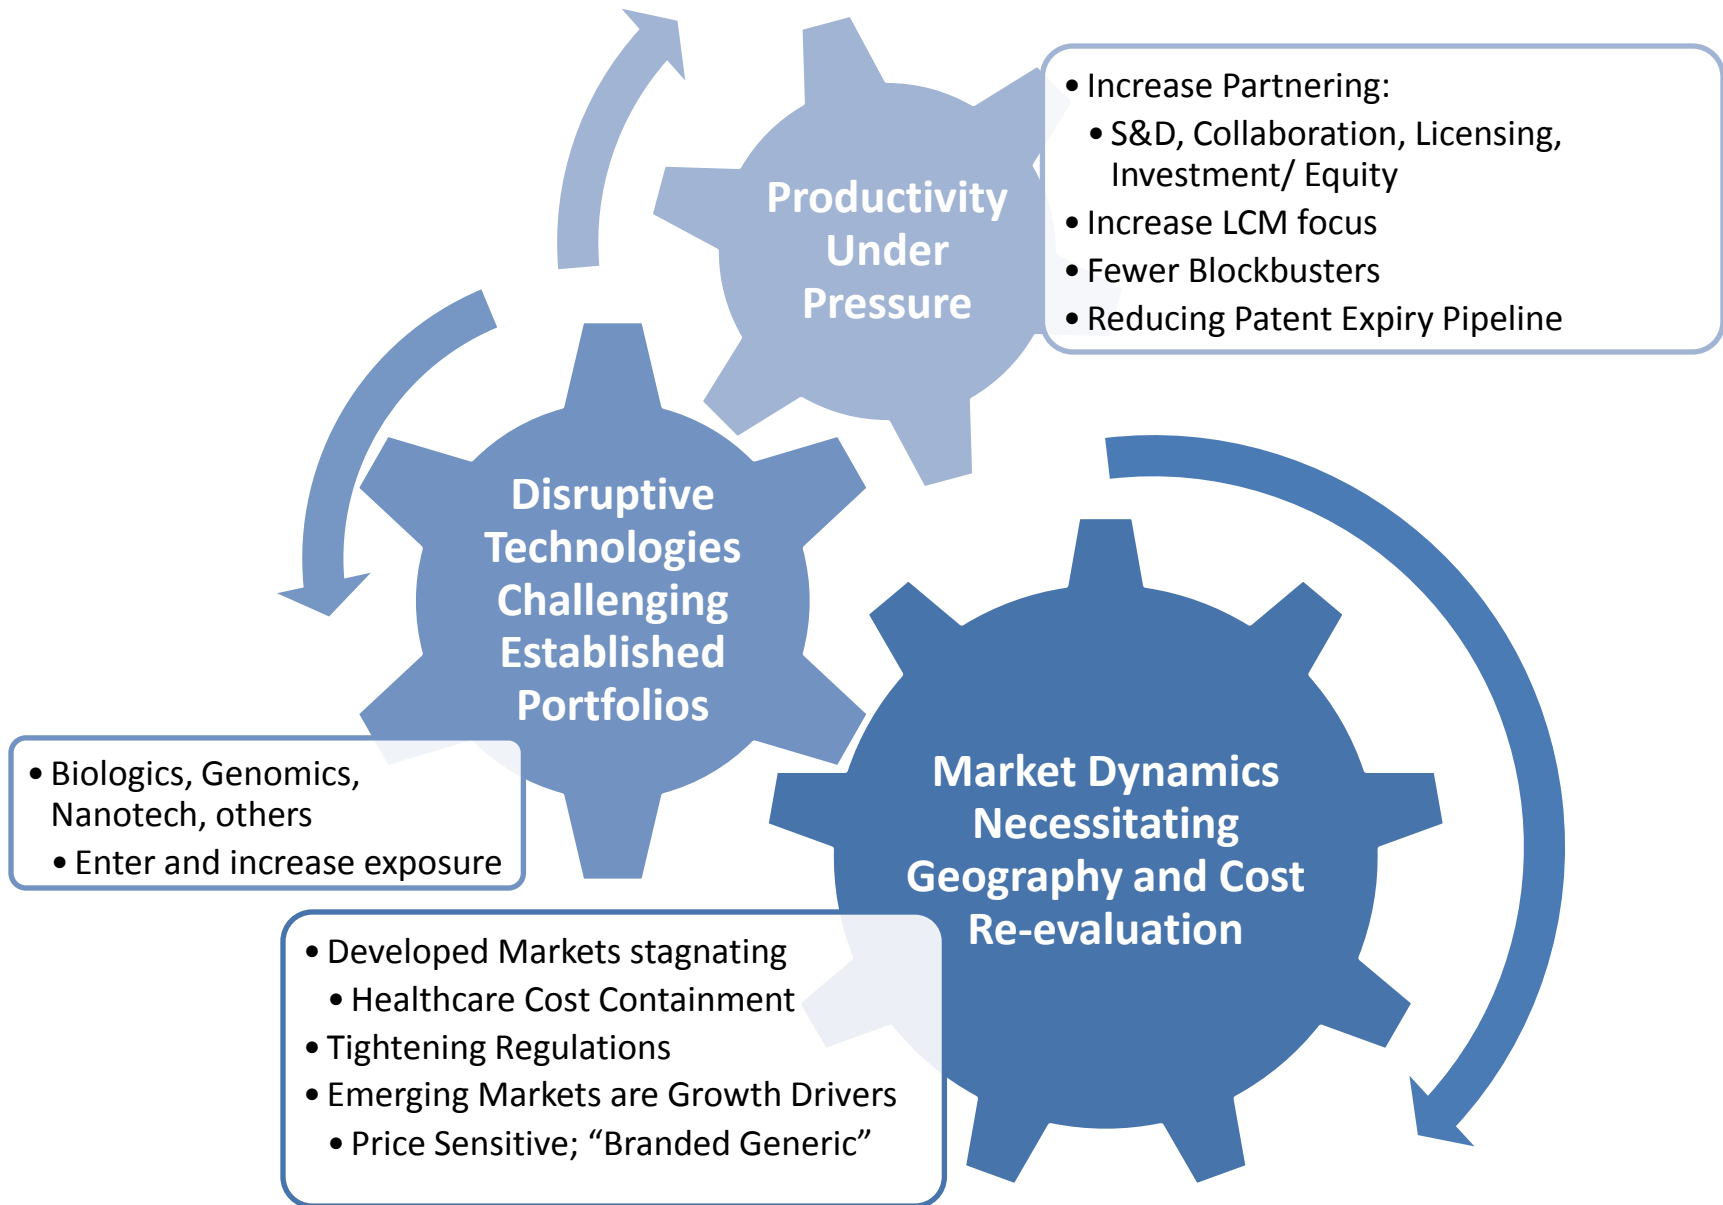 Productivity
Under
Pressure
• Increase Partnering:
• S&D, Collaboration, Licensing,
Investment/ Equity
• Increase LCM focus
• Fewer Blockbusters
• Reducing Patent Expiry Pipeline
Disruptive
Technologies
Challenging
Established
Portfolios
• Biologics, Genomics,
Nanotech, others
• Enter and increase exposure
Market Dynamics
Necessitating
Geography and Cost
Re-evaluation
• Developed Markets stagnating
• Healthcare Cost Containment
• Tightening Regulations
• Emerging Markets are Growth Drivers
• Price Sensitive; “Branded Generic”